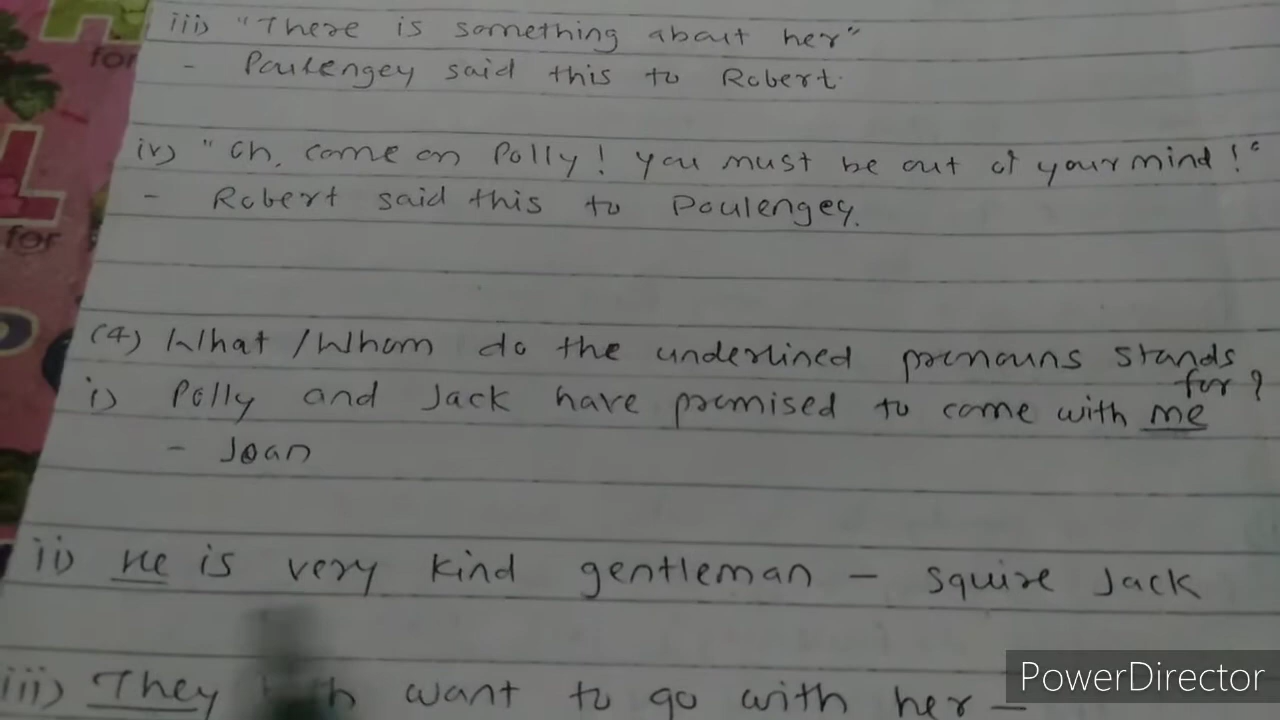 for
iii) "There is something about her"
- Poulengey said this to Robert.
iv) "Oh, come on Polly! you must be out of your mind!"
- Robert said this to Poulengey.
for
(4) What / Whom do the underlined pronouns stands for?
i) Polly and Jack have promised to come with me
- Joan
ii) He is very kind gentleman - Squire Jack
iii) They want to go with her -
PowerDirector